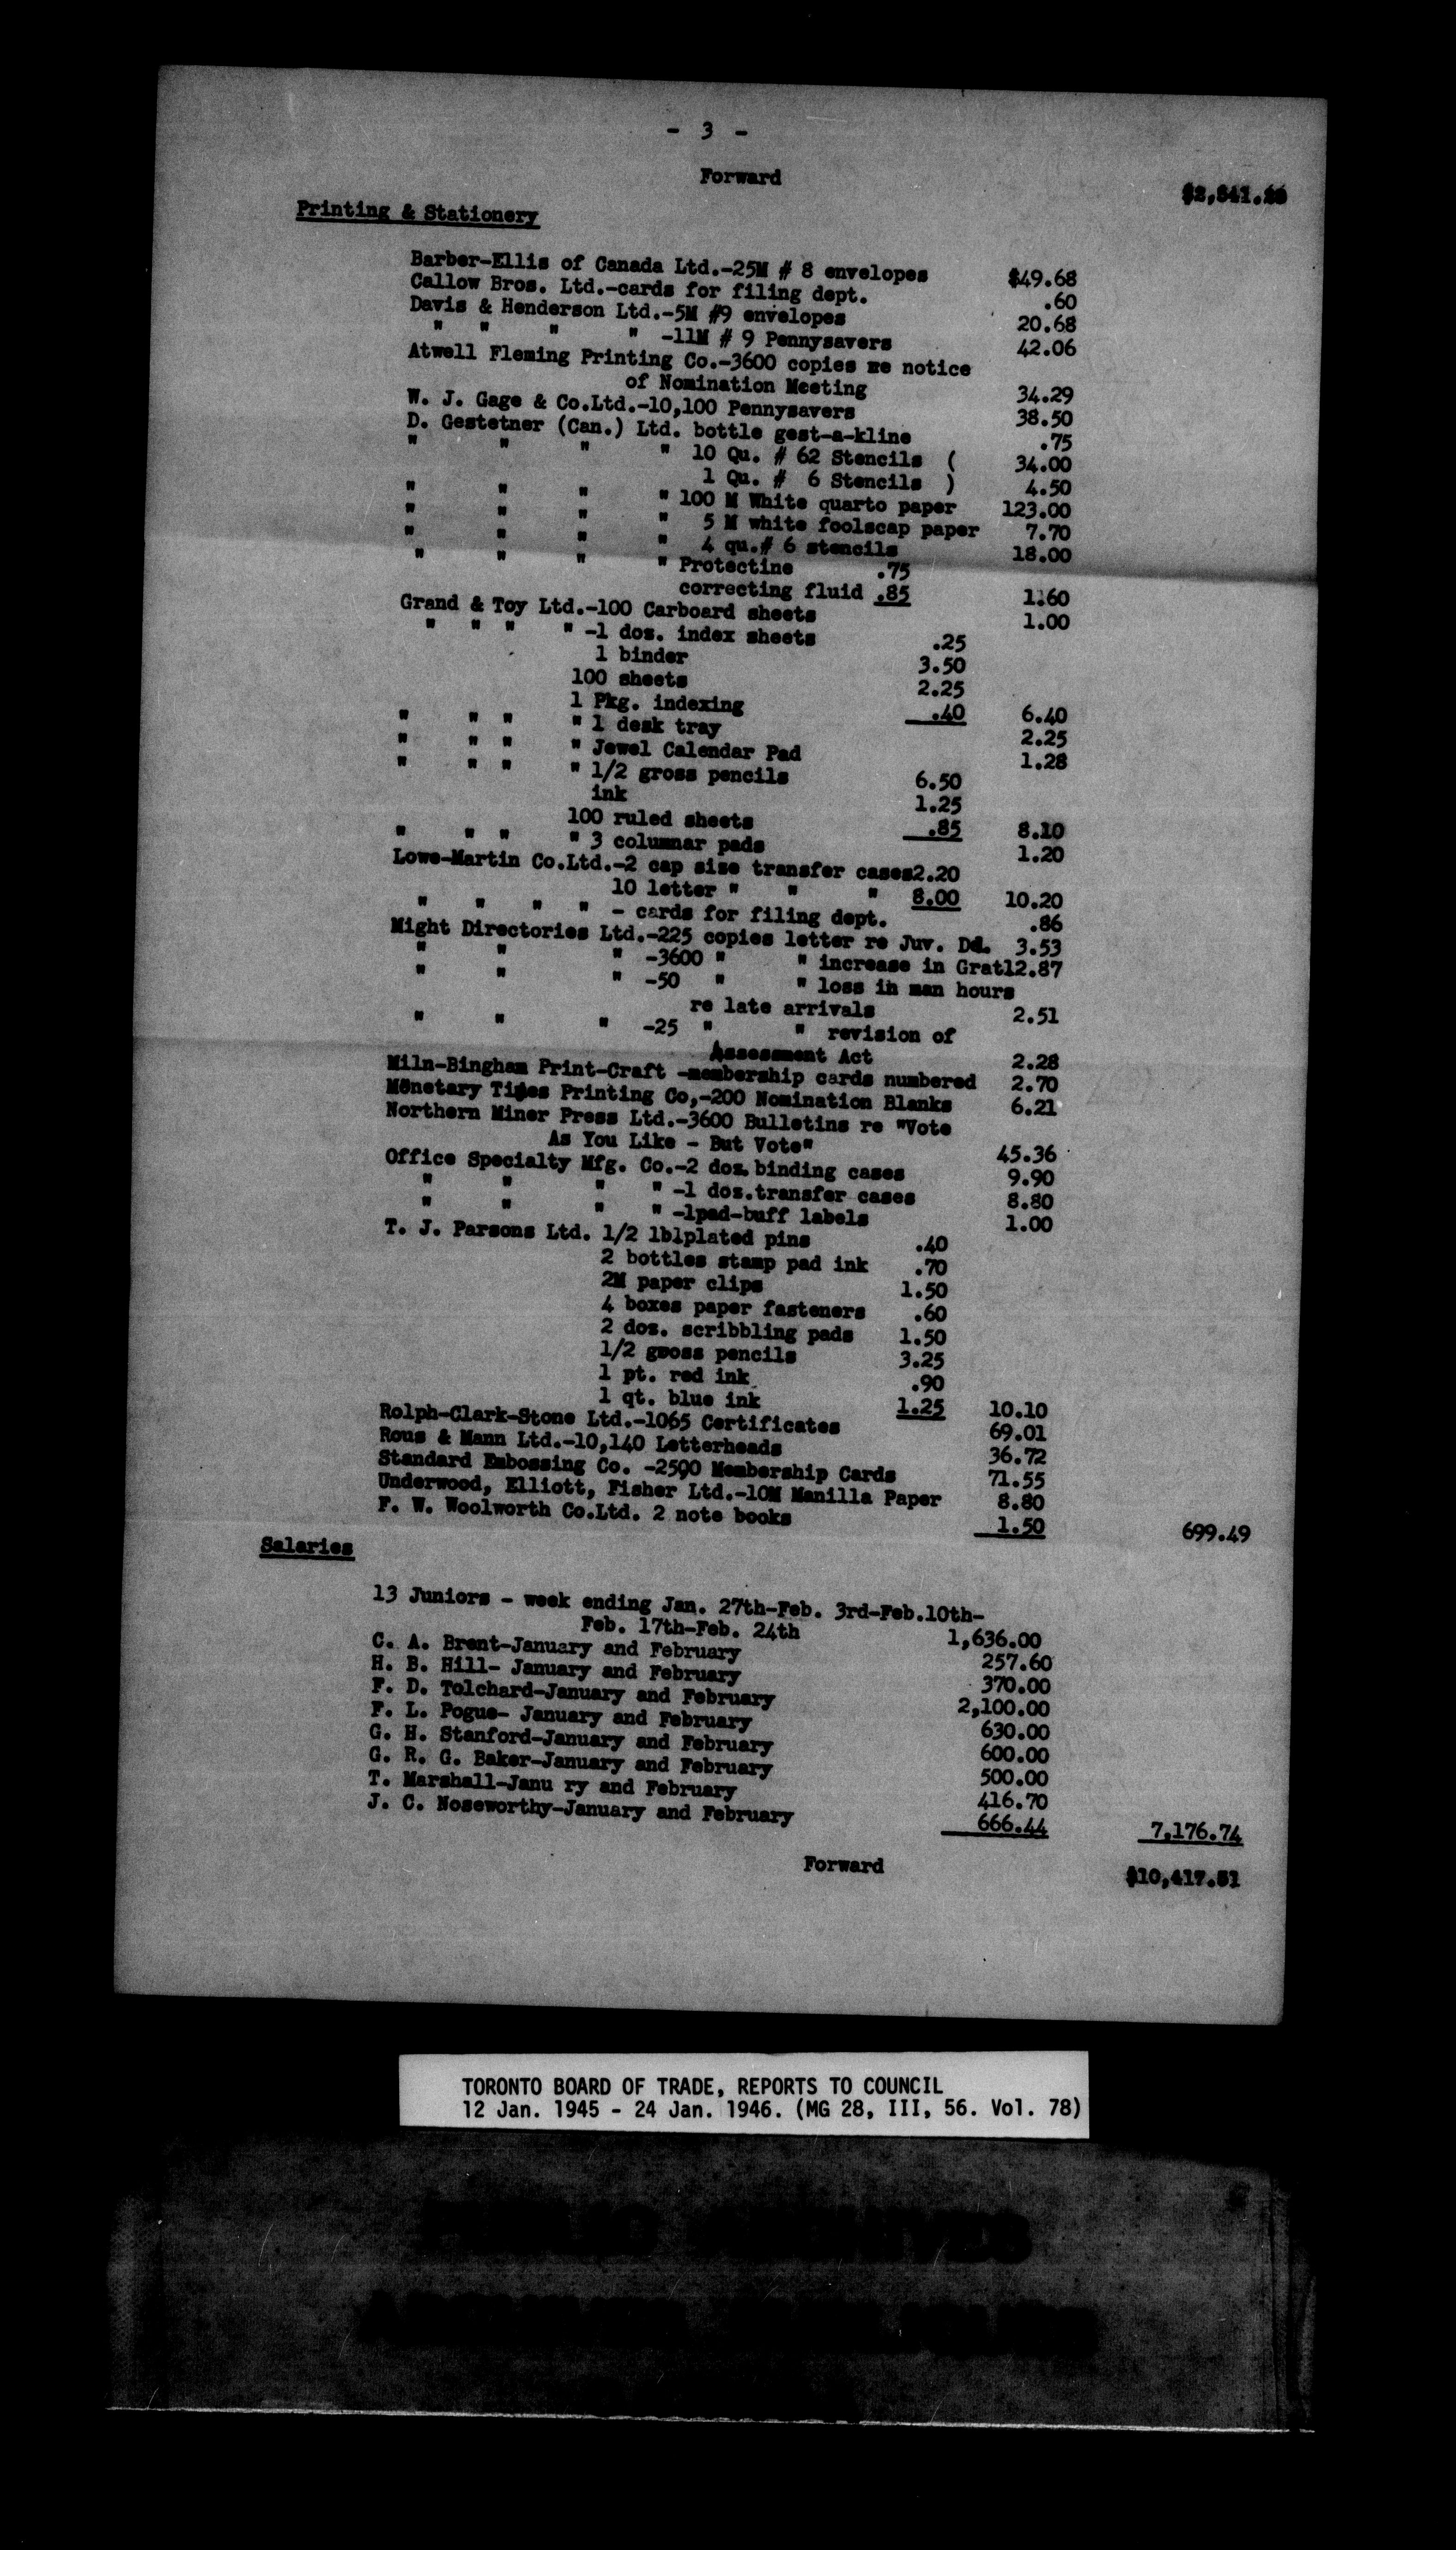 - 3 -
Forward
Printing & Stationery
Barber-Ellis of Canada Ltd.-25M # 8 envelopes $49.68
Callow Bros. Ltd.-cards for filing dept. .60
Davis & Henderson Ltd.-5M #9 envelopes 20.68
" " " " -11M # 9 Pennysavers 42.06
Atwell Fleming Printing Co.-3600 copies re notice
of Nomination Meeting 34.29
W. J. Gage & Co.Ltd.-10,100 Pennysavers 38.50
D. Gestetner (Can.) Ltd. bottle gest-a-kline .75
" " " " 10 Qu. # 62 Stencils ( 34.00
1 Qu. # 6 Stencils ) 4.50
" " " " 100 M White quarto paper 123.00
" " " " 5 M white foolscap paper 7.70
" " " " 4 qu.# 6 stencils 18.00
" " " " Protectine .75
correcting fluid .85 1.60
Grand & Toy Ltd.-100 Carboard sheets 1.00
" " " " -1 dos. index sheets .25
1 binder 3.50
100 sheets 2.25
1 Pkg. indexing .40 6.40
" " " " 1 desk tray 2.25
" " " " Jewel Calendar Pad 1.28
" " " " 1/2 gross pencils 6.50
ink 1.25
100 ruled sheets .85 8.10
" " " " 3 columnar pads 1.20
Lowe-Martin Co.Ltd.-2 cap size transfer cases2.20
10 letter " " " 8.00 10.20
" " " " - cards for filing dept. .86
Might Directories Ltd.-225 copies letter re Juv. Dd. 3.53
" " " -3600 " " increase in Grat12.87
" " " -50 " " loss in man hours
re late arrivals 2.51
" " " -25 " " revision of
Assessment Act 2.28
Miln-Bingham Print-Craft -membership cards numbered 2.70
Monetary Times Printing Co,-200 Nomination Blanks 6.21
Northern Miner Press Ltd.-3600 Bulletins re "Vote
As You Like - But Vote" 45.36
Office Specialty Mfg. Co.-2 doz. binding cases 9.90
" " " " -1 doz.transfer cases 8.80
" " " " -1pad-buff labels 1.00
T. J. Parsons Ltd. 1/2 lblplated pins .40
2 bottles stamp pad ink .70
2M paper clips 1.50
4 boxes paper fasteners .60
2 doz. scribbling pads 1.50
1/2 gross pencils 3.25
1 pt. red ink .90
1 qt. blue ink 1.25 10.10
Rolph-Clark-Stone Ltd.-1065 Certificates 69.01
Rous & Mann Ltd.-10,140 Letterheads 36.72
Standard Embossing Co. -2590 Membership Cards 71.55
Underwood, Elliott, Fisher Ltd.-10M Manilla Paper 8.80
F. W. Woolworth Co.Ltd. 2 note books 1.50 699.49
Salaries
13 Juniors - week ending Jan. 27th-Feb. 3rd-Feb.10th-
Feb. 17th-Feb. 24th 1,636.00
C. A. Brent-January and February 257.60
H. B. Hill- January and February 370.00
F. D. Tolchard-January and February 2,100.00
F. L. Pogue- January and February 630.00
G. H. Stanford-January and February 600.00
G. R. G. Baker-January and February 500.00
T. Marshall-Janu ry and February 416.70
J. C. Noseworthy-January and February 666.44 7,176.74
Forward $10,417.51
TORONTO BOARD OF TRADE, REPORTS TO COUNCIL
12 Jan. 1945 - 24 Jan. 1946. (MG 28, III, 56. Vol. 78)